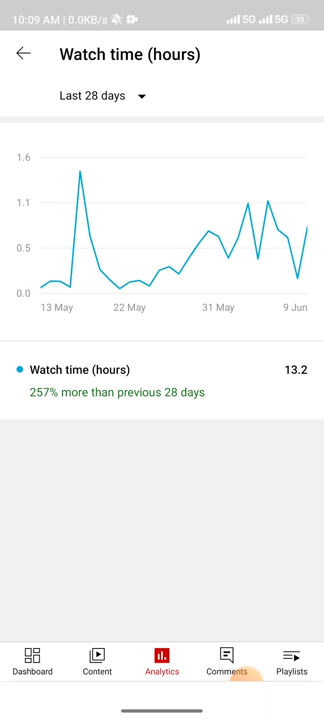 10:09 AM | 0.0KB/s
5G 5G 99
Watch time (hours)
Last 28 days
1.6
1.1
0.5
0.0
13 May 22 May 31 May 9 Jun
Watch time (hours) 13.2
257% more than previous 28 days
Dashboard Content Analytics Comments Playlists